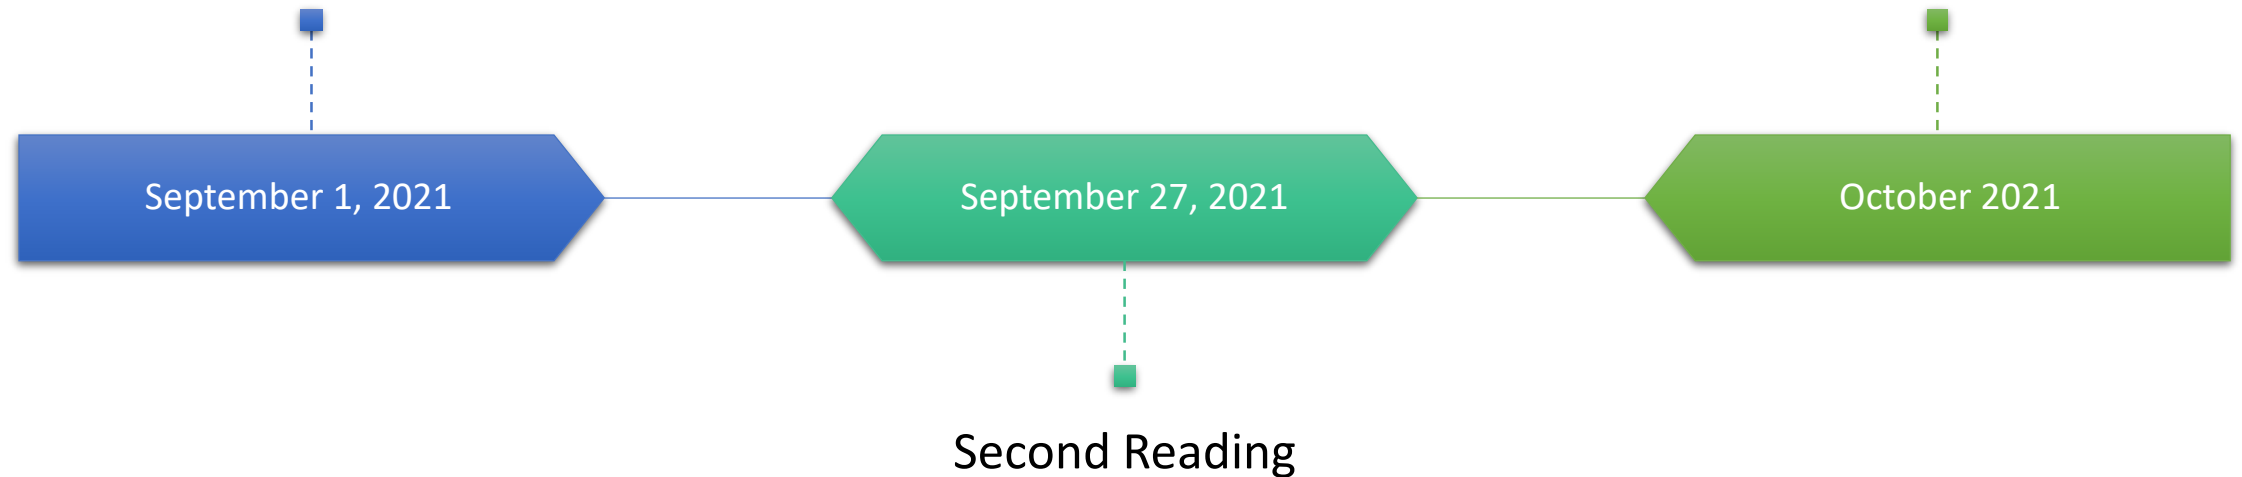 September 1, 2021
September 27, 2021
October 2021
Second Reading